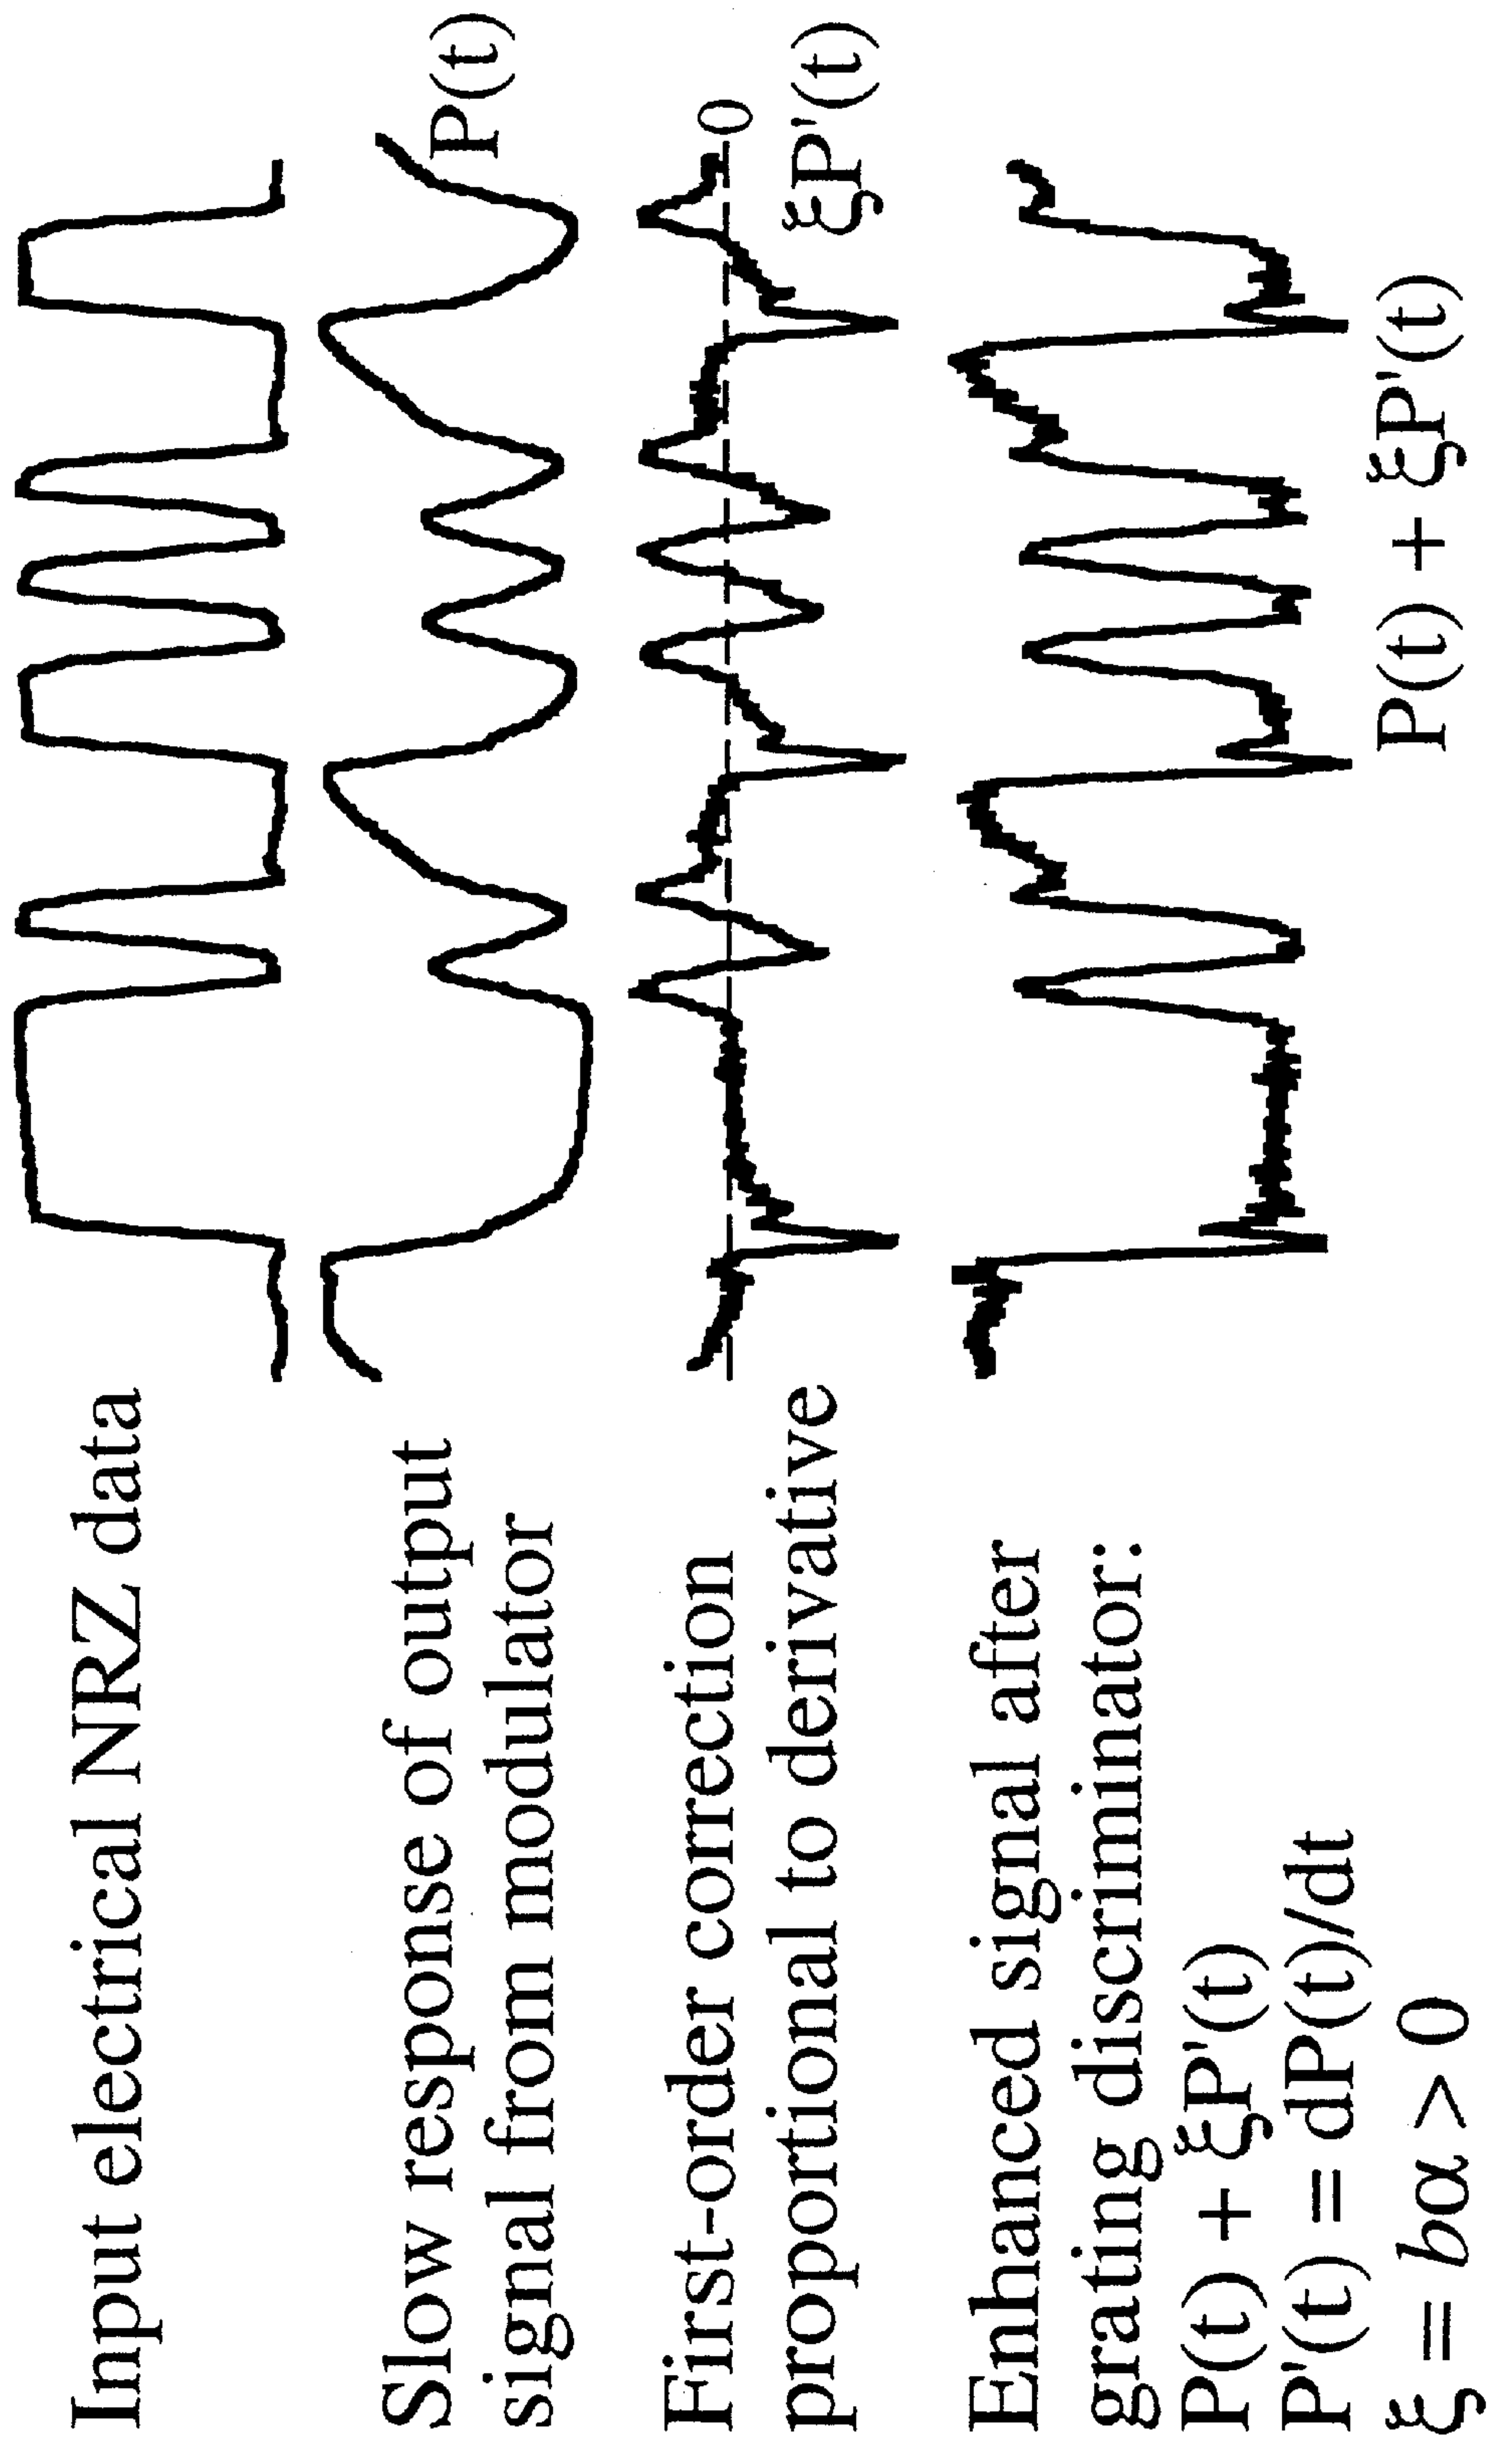 Input electrical NRZ data
Slow response of output
signal from modulator
P(t)
First-order correction
proportional to derivative
0
ξP'(t)
Enhanced signal after
grating discriminator:
P(t) + ξP'(t)
P'(t) = dP(t)/dt
ξ = bα > 0
P(t) + ξP'(t)